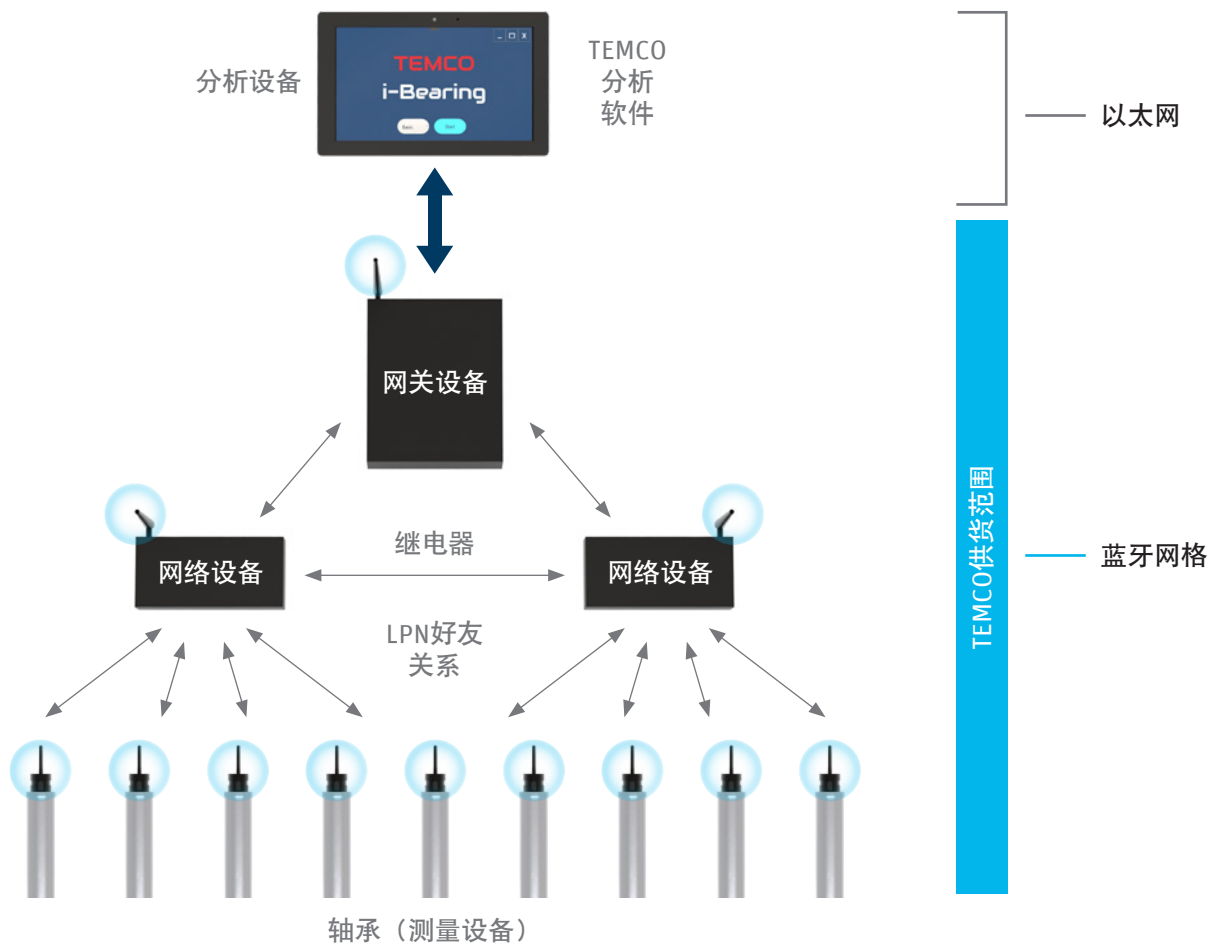 TEMCO
i-Bearing
Basic
Start
分析设备
TEMCO
分析
软件
以太网
网关设备
继电器
网络设备
网络设备
LPN好友
关系
TEMCO供货范围
蓝牙网格
轴承（测量设备）